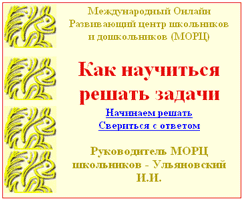 Международный Онлайн
Развивающий центр школьников
и дошкольников (МОРЦ)
Как научиться
решать задачи
Начинаем решать
Свериться с ответом
Руководитель МОРЦ
школьников - Ульяновский
И.И.